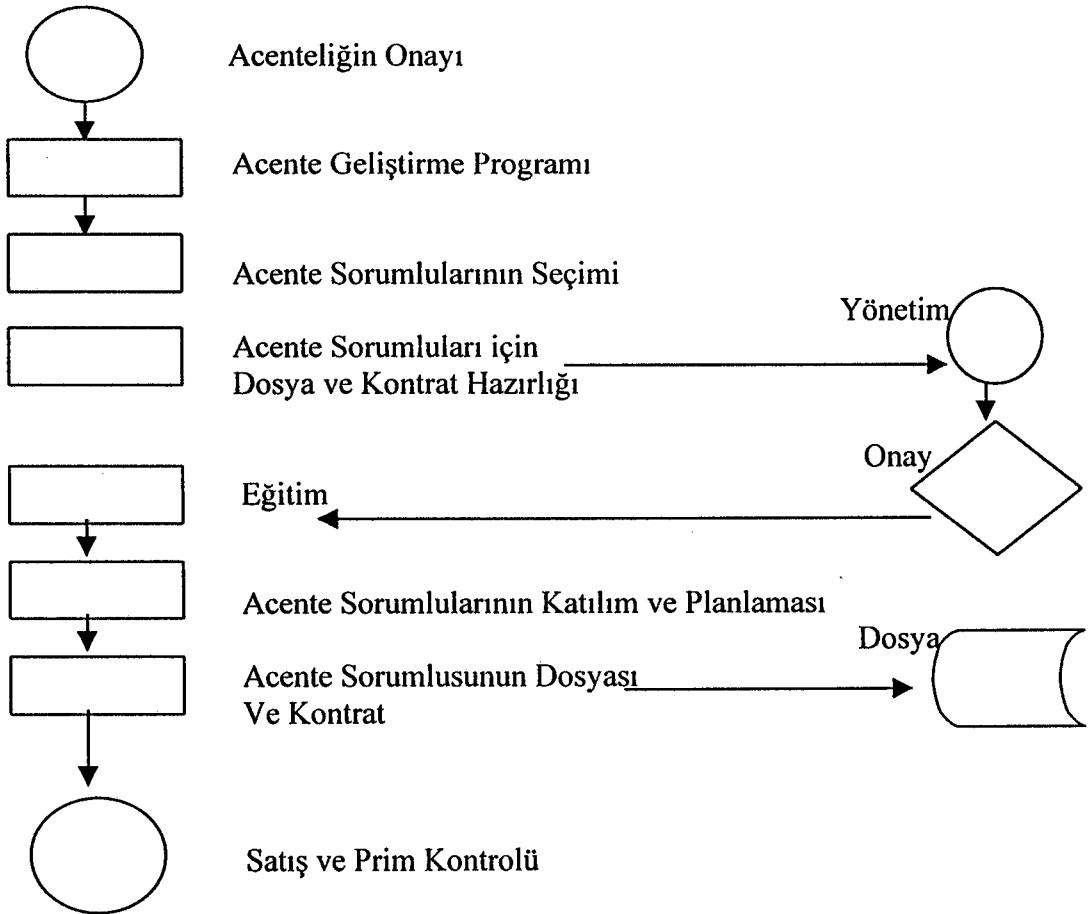 Acenteliğin Onayı
Acente Geliştirme Programı
Acente Sorumlularının Seçimi
Yönetim
Acente Sorumluları için
Dosya ve Kontrat Hazırlığı
Onay
Eğitim
Acente Sorumlularının Katılım ve Planlaması
Dosya
Acente Sorumlusunun Dosyası
Ve Kontrat
Satış ve Prim Kontrolü